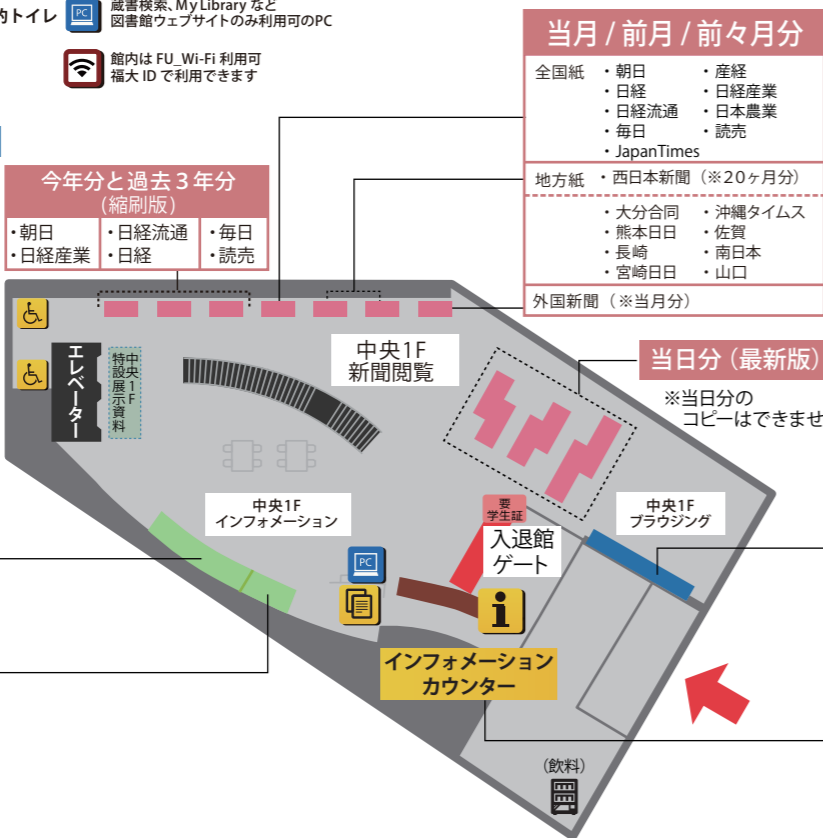 的トイレ
PC
蔵書検索、My Library など
図書館ウェブサイトのみ利用可のPC
館内は FU_Wi-Fi 利用可
福大 ID で利用できます
当月 / 前月 / 前々月分
全国紙 ・朝日 ・産経
・日経 ・日経産業
・日経流通 ・日本農業
・毎日 ・読売
・JapanTimes
地方紙 ・西日本新聞（※20ヶ月分）
・大分合同 ・沖縄タイムス
・熊本日日 ・佐賀
・長崎 ・南日本
・宮崎日日 ・山口
外国新聞（※当月分）
今年分と過去３年分
(縮刷版)
・朝日 ・日経流通 ・毎日
・日経産業 ・日経 ・読売
エレベーター
中央１F
特設展示資料
中央1F
新聞閲覧
当日分（最新版）
※当日分の
コピーはできませ
中央1F
インフォメーション
要
学生証
入退館
ゲート
中央1F
ブラウジング
PC
i
インフォメーション
カウンター
(飲料)